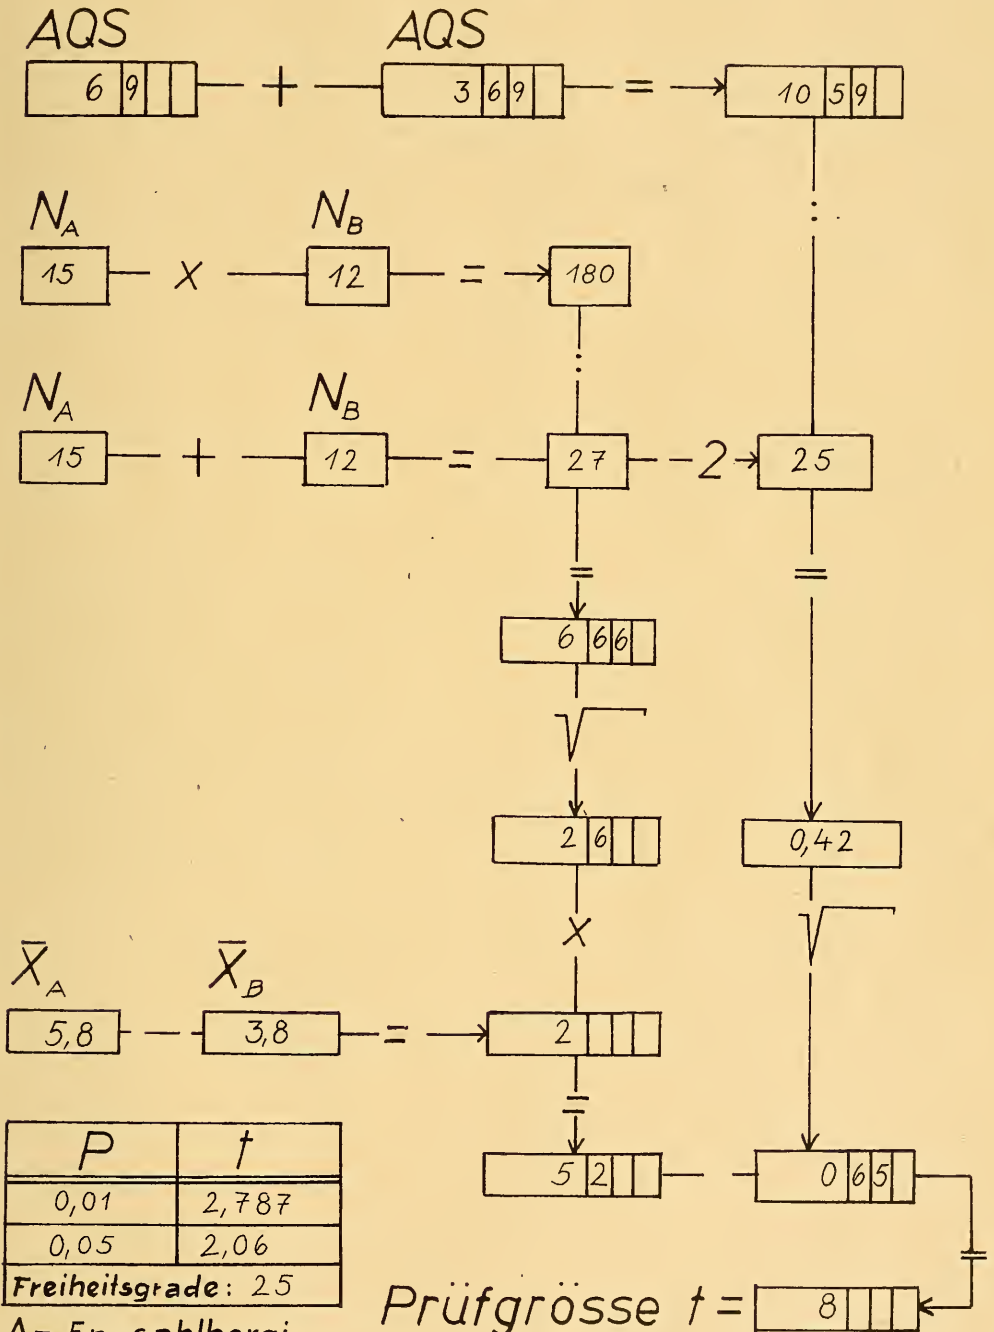 AQS AQS
6 9 + 3 6 9 = 10 5 9
:
N_A N_B
15 x 12 = 180
:
N_A N_B
15 + 12 = 27 - 2 25
= =
6 6 6
√
2 6 0,42
x √
X̄_A X̄_B
5,8 - 3,8 = 2
=
5 2 0 6 5
P t
0,01 2,787
0,05 2,06
=
Freiheitsgrade: 25
Prüfgrösse t = 8